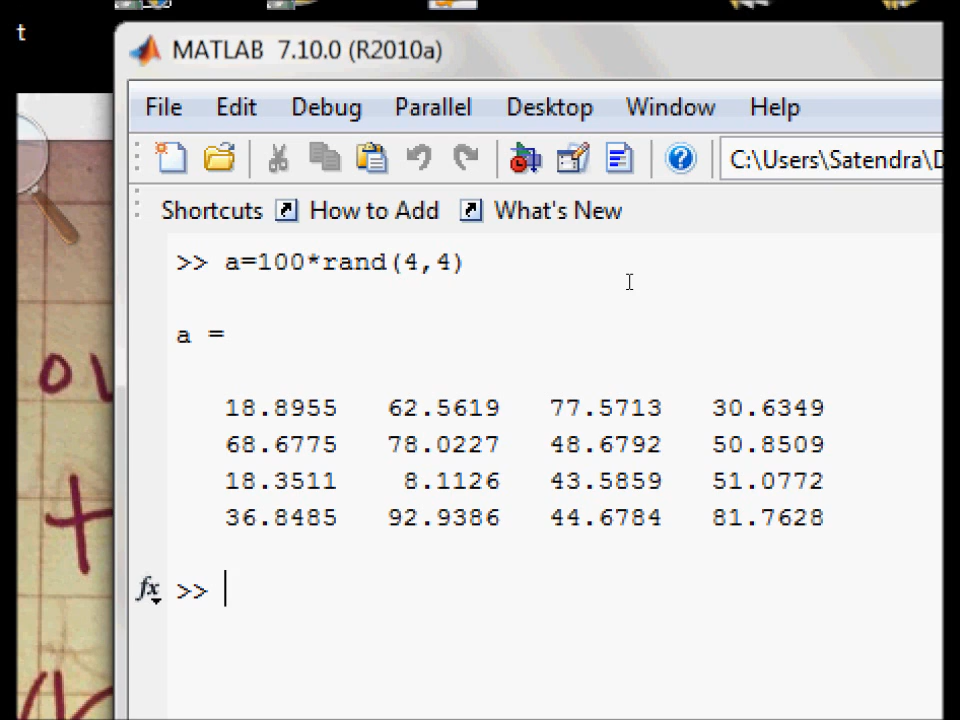 t
MATLAB 7.10.0 (R2010a)
File Edit Debug Parallel Desktop Window Help
C:\Users\Satendra\D
Shortcuts How to Add What's New
>> a=100*rand(4,4)
a =
18.8955 62.5619 77.5713 30.6349
68.6775 78.0227 48.6792 50.8509
18.3511 8.1126 43.5859 51.0772
36.8485 92.9386 44.6784 81.7628
fx >>